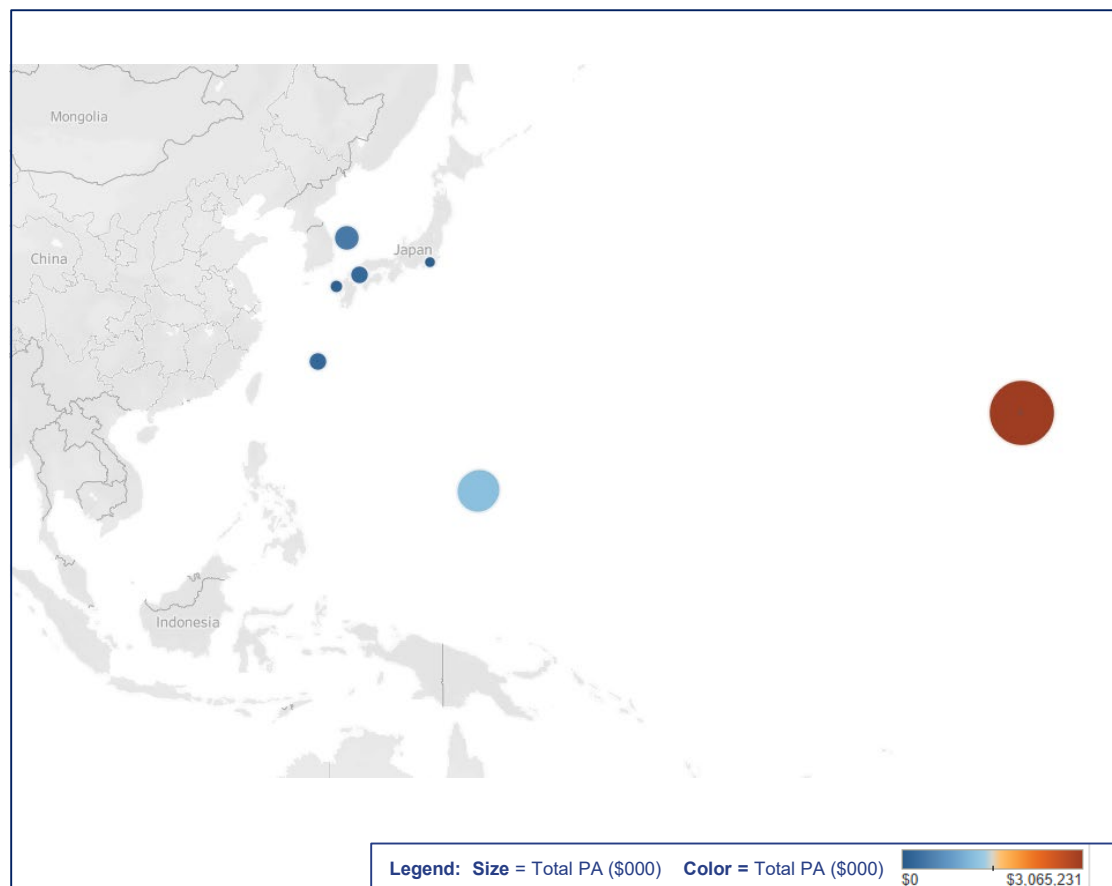 Mongolia
Japan
China
Indonesia
Legend: Size = Total PA ($000) Color = Total PA ($000)
$0 $3,065,231